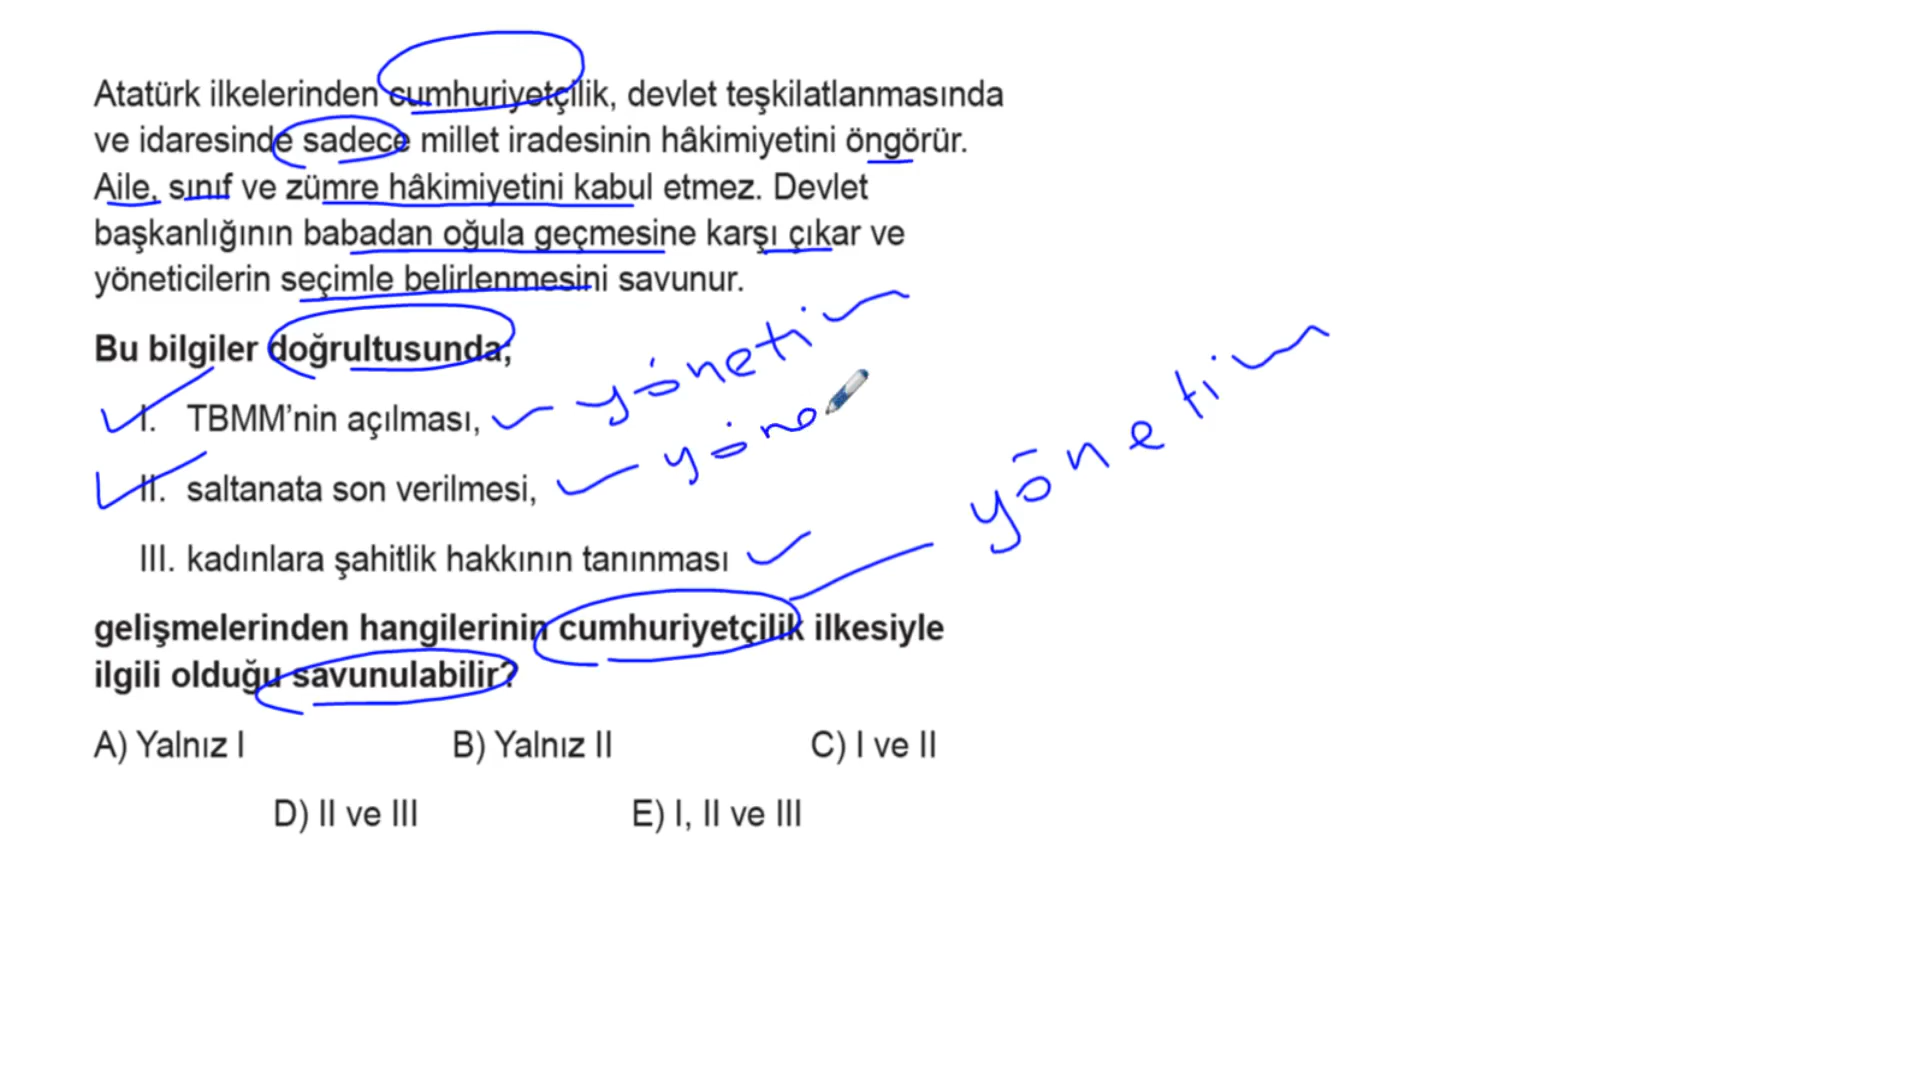 Atatürk ilkelerinden cumhuriyetçilik, devlet teşkilatlanmasında
ve idaresinde sadece millet iradesinin hâkimiyetini öngörür.
Aile, sınıf ve zümre hâkimiyetini kabul etmez. Devlet
başkanlığının babadan oğula geçmesine karşı çıkar ve
yöneticilerin seçimle belirlenmesini savunur.
Bu bilgiler doğrultusunda;
I. TBMM'nin açılması, yönetim
II. saltanata son verilmesi, yöne
III. kadınlara şahitlik hakkının tanınması
yönetim
gelişmelerinden hangilerinin cumhuriyetçilik ilkesiyle
ilgili olduğu savunulabilir?
A) Yalnız I B) Yalnız II C) I ve II
D) II ve III E) I, II ve III